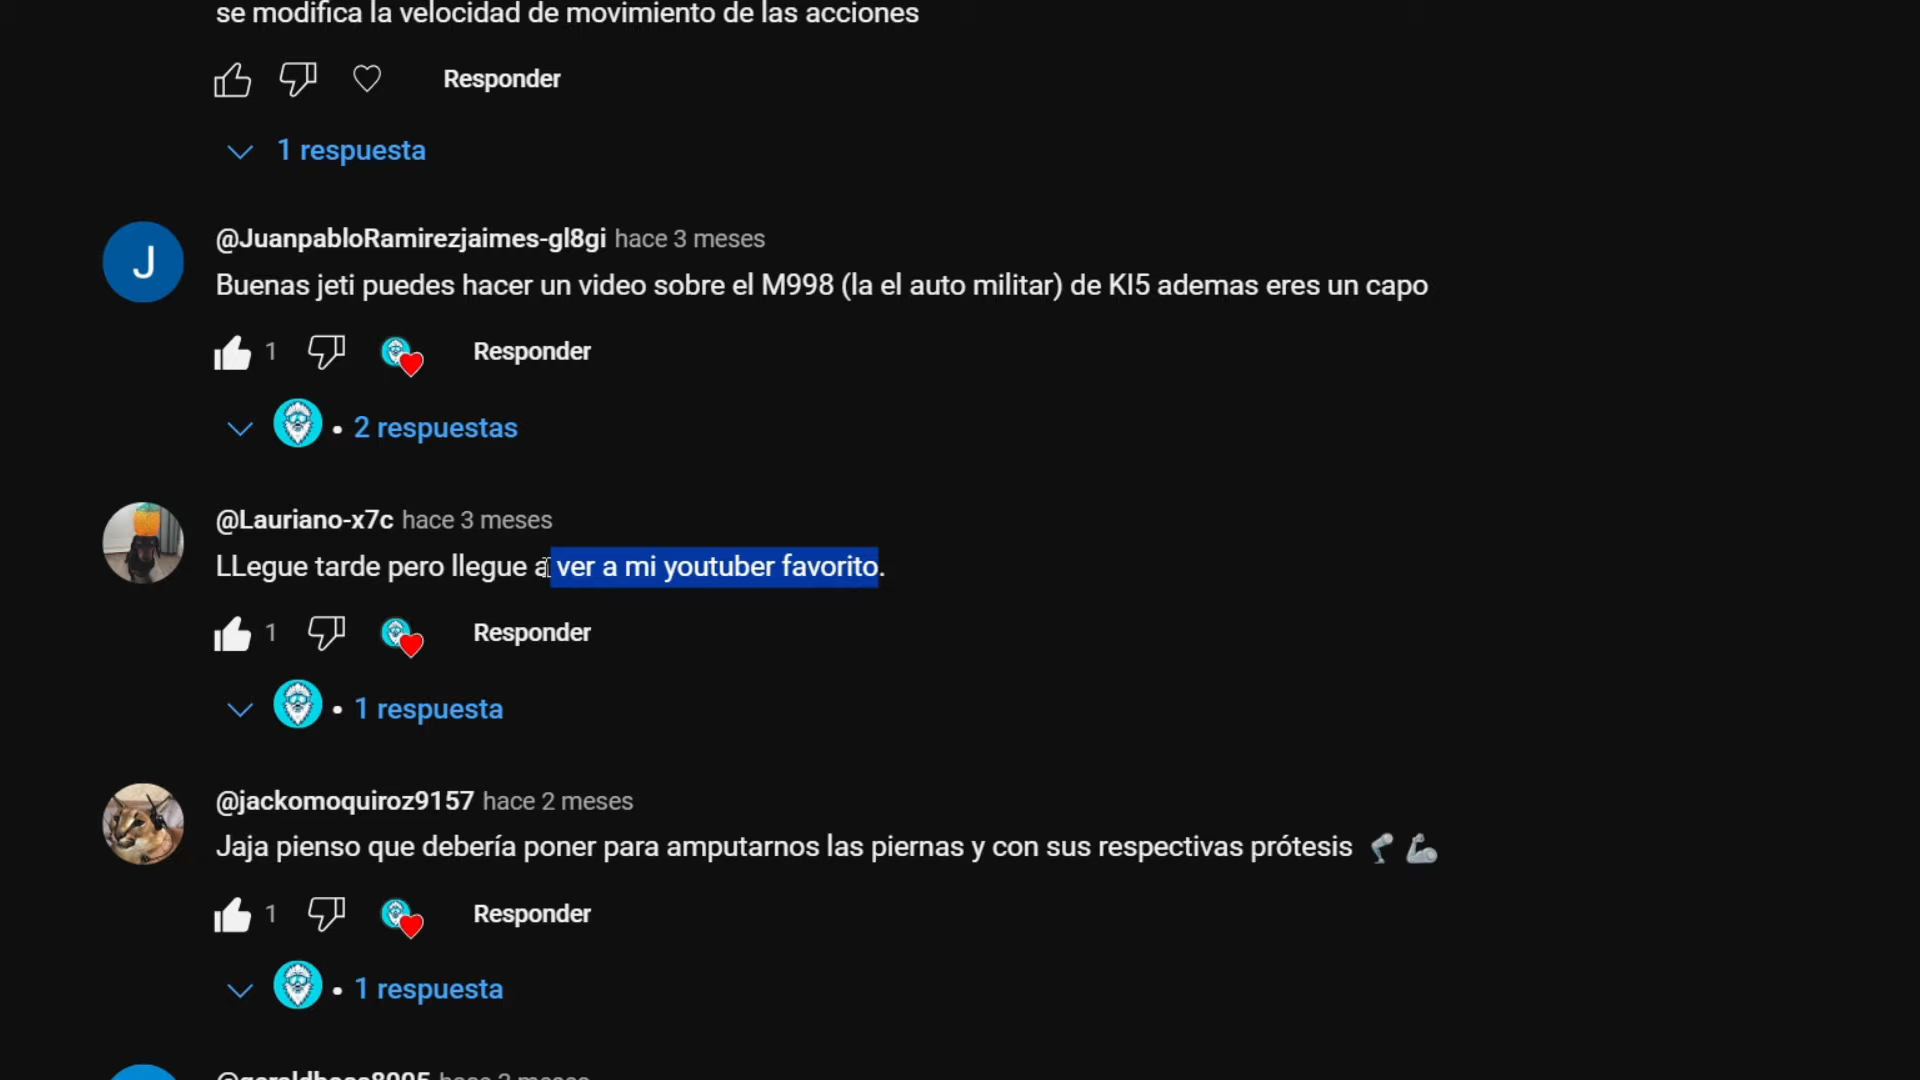 se modifica la velocidad de movimiento de las acciones
Responder
1 respuesta
J
@JuanpabloRamirezjaimes-gl8gi hace 3 meses
Buenas jeti puedes hacer un video sobre el M998 (la el auto militar) de KI5 ademas eres un capo
1 Responder
• 2 respuestas
@Lauriano-x7c hace 3 meses
LLegue tarde pero llegue a ver a mi youtuber favorito.
1 Responder
• 1 respuesta
@jackomoquiroz9157 hace 2 meses
Jaja pienso que debería poner para amputarnos las piernas y con sus respectivas prótesis 🦿 🦾
1 Responder
• 1 respuesta